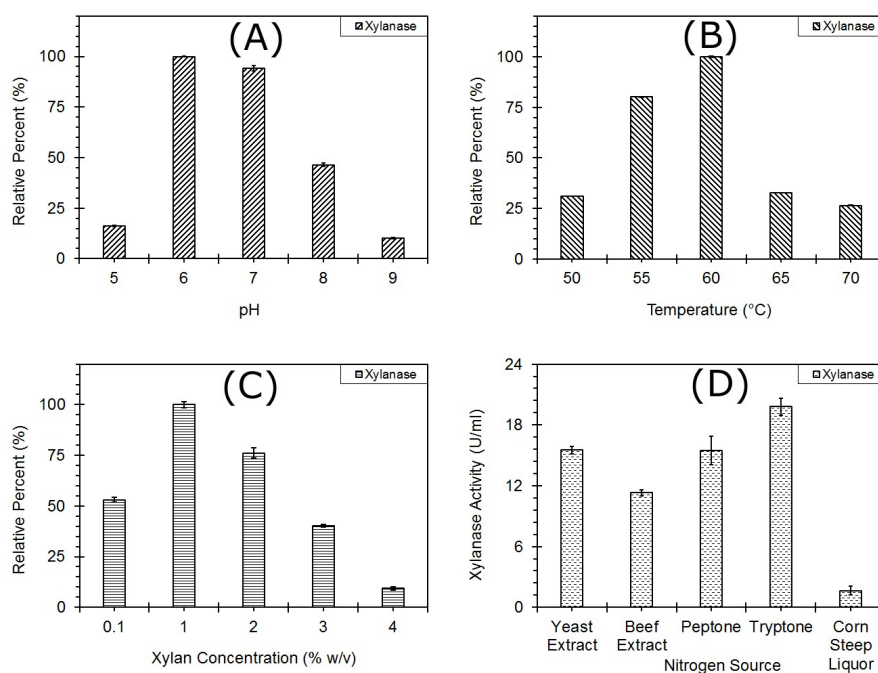 (A)
Xylanase
Relative Percent (%)
100
75
50
25
0
5 6 7 8 9
pH
(B)
Xylanase
Relative Percent (%)
100
75
50
25
0
50 55 60 65 70
Temperature (°C)
(C)
Xylanase
Relative Percent (%)
100
75
50
25
0
0.1 1 2 3 4
Xylan Concentration (% w/v)
(D)
Xylanase
Xylanase Activity (U/ml)
24
18
12
6
0
Yeast Beef Peptone Tryptone Corn
Extract Extract Steep
Nitrogen Source Liquor